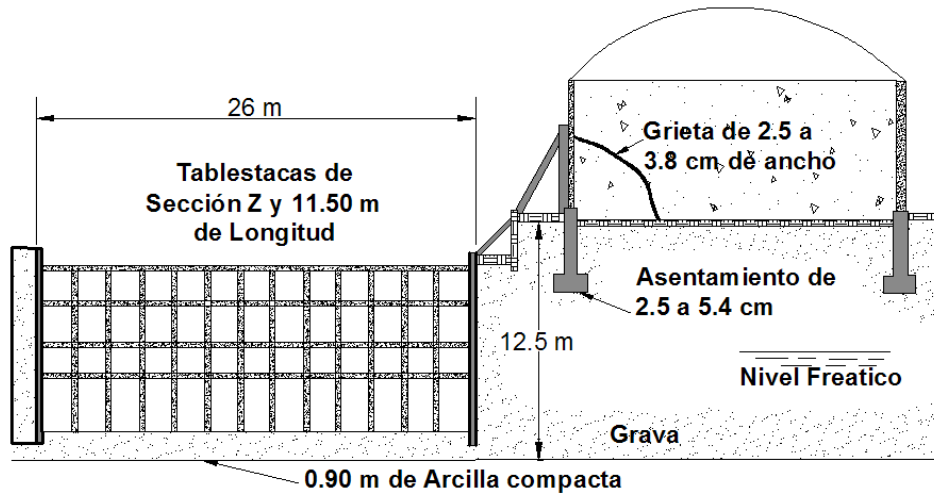 26 m
Tablestacas de
Sección Z y 11.50 m
de Longitud
Grieta de 2.5 a
3.8 cm de ancho
Asentamiento de
2.5 a 5.4 cm
12.5 m
Nivel Freatico
Grava
0.90 m de Arcilla compacta